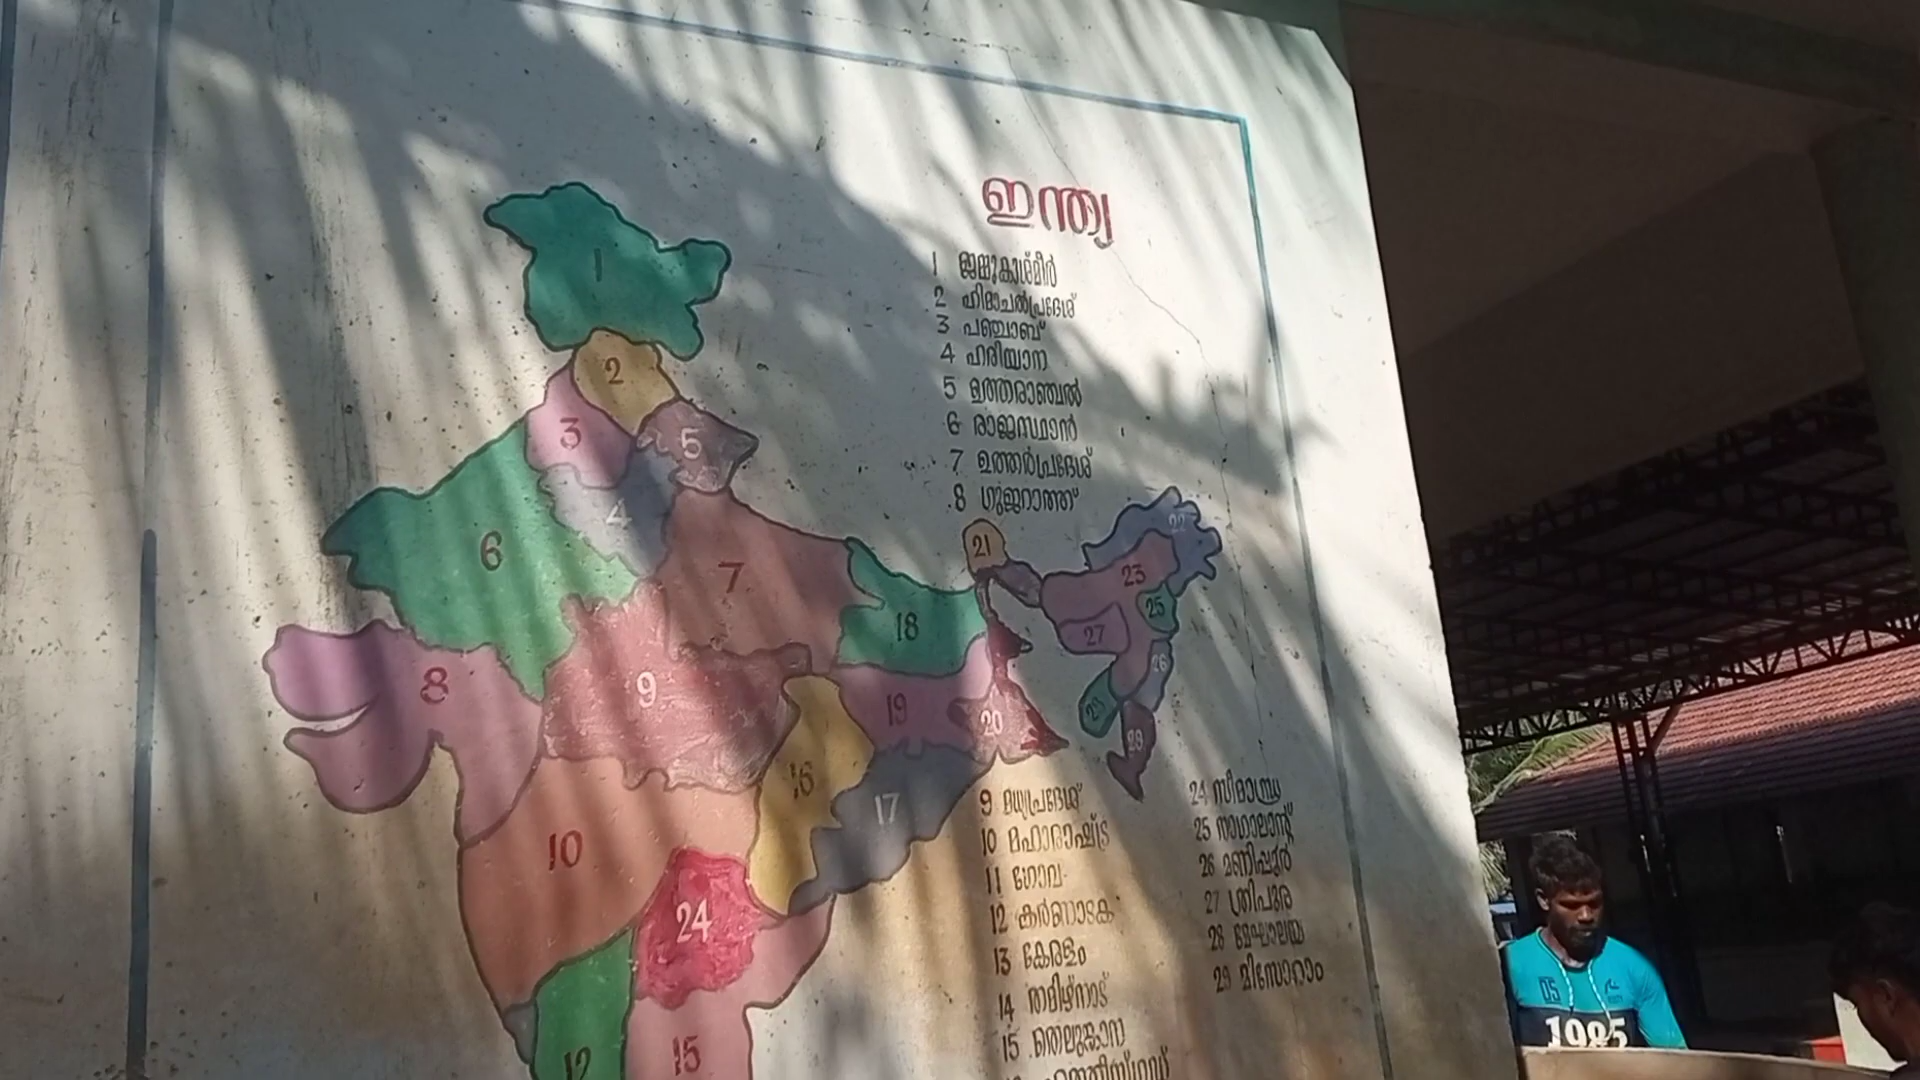 ഇന്ത്യ
1 ജമ്മുകാശ്മീർ
2 ഹിമാചൽപ്രദേശ്
3 പഞ്ചാബ്
4 ഹരിയാന
5 ഉത്തരാഞ്ചൽ
6 രാജസ്ഥാൻ
7 ഉത്തർപ്രദേശ്
8 ഗുജറാത്ത്
9 മധ്യപ്രദേശ്
10 മഹാരാഷ്ട്ര
11 ഗോവ
12 കർണാടക
13 കേരളം
14 തമിഴ്നാട്
15 തെലുങ്കാന
24 സീമാന്ധ്ര
25 നാഗാലാന്റ്
26 മണിപ്പൂർ
27 ത്രിപുര
28 മേഘാലയ
29 മിസോറാം
1
2
3
5
4
6
7
21
22
23
25
27
18
26
8
9
19
20
29
16
17
10
24
12
15
05
1985